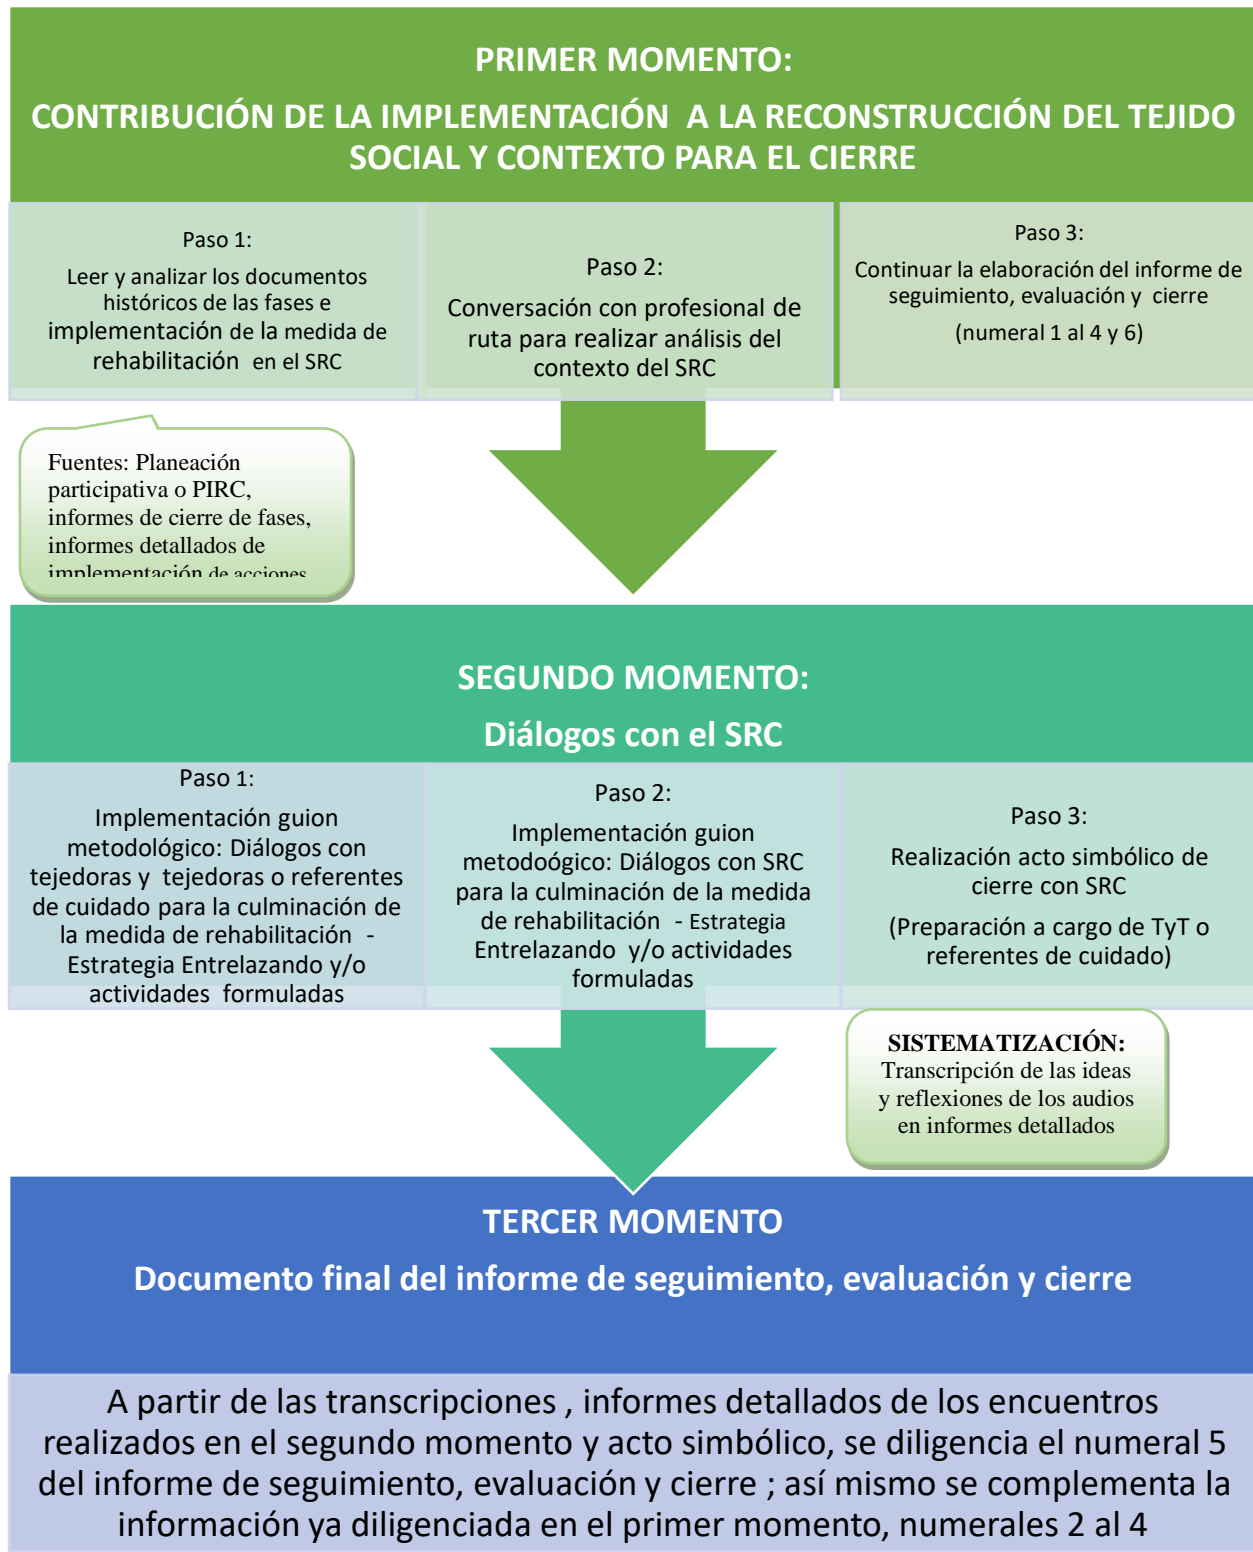 PRIMER MOMENTO:
CONTRIBUCIÓN DE LA IMPLEMENTACIÓN A LA RECONSTRUCCIÓN DEL TEJIDO
SOCIAL Y CONTEXTO PARA EL CIERRE
Paso 1:
Leer y analizar los documentos
históricos de las fases e
implementación de la medida de
rehabilitación en el SRC
Paso 2:
Conversación con profesional de
ruta para realizar análisis del
contexto del SRC
Paso 3:
Continuar la elaboración del informe de
seguimiento, evaluación y cierre
(numeral 1 al 4 y 6)
Fuentes: Planeación
participativa o PIRC,
informes de cierre de fases,
informes detallados de
implementación de acciones
SEGUNDO MOMENTO:
Diálogos con el SRC
Paso 1:
Implementación guion
metodológico: Diálogos con
tejedoras y tejedoras o referentes
de cuidado para la culminación de
la medida de rehabilitación -
Estrategia Entrelazando y/o
actividades formuladas
Paso 2:
Implementación guion
metodoógico: Diálogos con SRC
para la culminación de la medida
de rehabilitación - Estrategia
Entrelazando y/o actividades
formuladas
Paso 3:
Realización acto simbólico de
cierre con SRC
(Preparación a cargo de TyT o
referentes de cuidado)
SISTEMATIZACIÓN:
Transcripción de las ideas
y reflexiones de los audios
en informes detallados
TERCER MOMENTO
Documento final del informe de seguimiento, evaluación y cierre
A partir de las transcripciones , informes detallados de los encuentros
realizados en el segundo momento y acto simbólico, se diligencia el numeral 5
del informe de seguimiento, evaluación y cierre ; así mismo se complementa la
información ya diligenciada en el primer momento, numerales 2 al 4